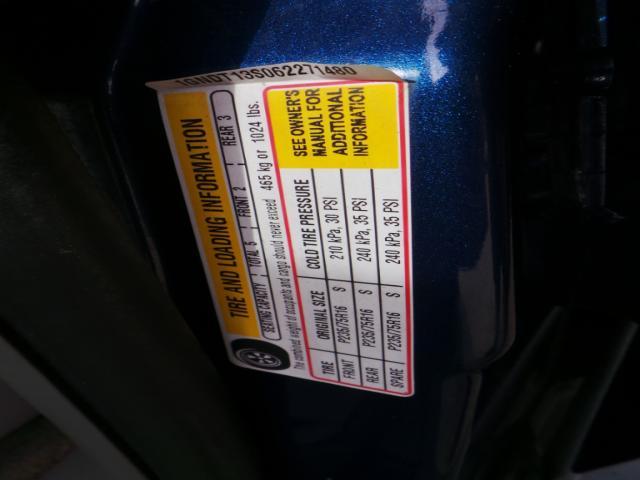 1GNDT13S062271480
TIRE AND LOADING INFORMATION
SEATING CAPACITY TOTAL 5 FRONT 2 REAR 3
The combined weight of occupants and cargo should never exceed 465 kg or 1024 lbs.
TIRE ORIGINAL SIZE COLD TIRE PRESSURE
FRONT P235/75R16 S 210 kPa, 30 PSI
REAR P235/75R16 S 240 kPa, 35 PSI
SPARE P235/75R16 S 240 kPa, 35 PSI
SEE OWNER'S
MANUAL FOR
ADDITIONAL
INFORMATION